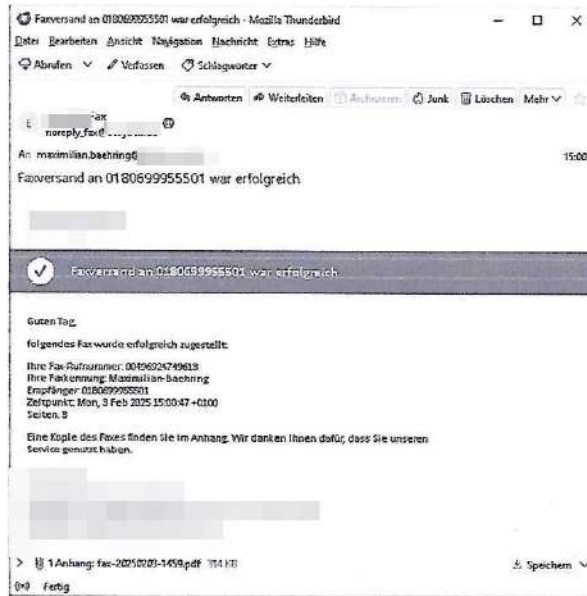 Faxversand an 0180699955501 war erfolgreich - Mozilla Thunderbird
Datei Bearbeiten Ansicht Navigation Nachricht Extras Hilfe
Abrufen Verfassen Schlagwörter
Antworten Weiterleiten Archivieren Junk Löschen Mehr
E Fax
noreply_fax@
An maximilian.baehring@ 15:00
Faxversand an 0180699955501 war erfolgreich
Faxversand an 0180699955501 war erfolgreich
Guten Tag,
folgendes Fax wurde erfolgreich zugestellt:
Ihre Fax-Rufnummer: 00496924749613
Ihre Faxkennung: Maximilian-Baehring
Empfänger: 0180699955501
Zeitpunkt: Mon, 3 Feb 2025 15:00:47 +0100
Seiten:
Eine Kopie des Faxes finden Sie im Anhang. Wir danken Ihnen dafür, dass Sie unseren
Service genutzt haben.
1 Anhang: fax-20250203-1459.pdf 314 KB Speichern
Fertig